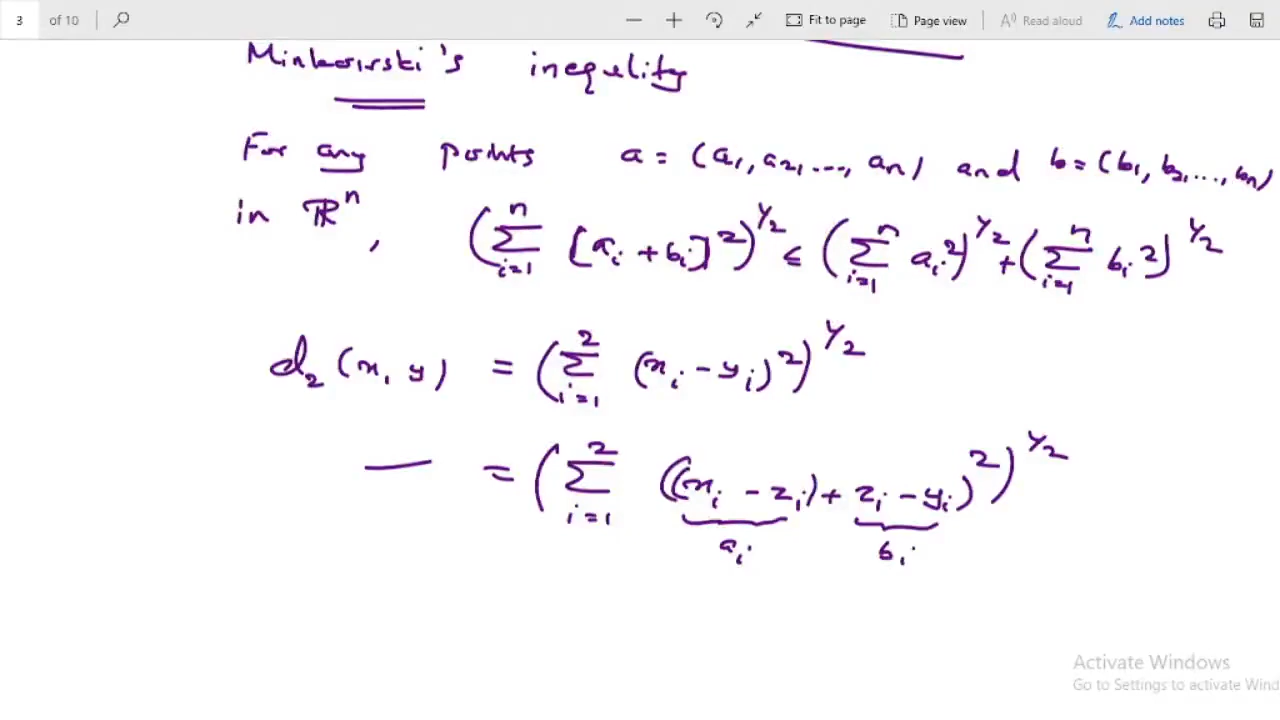 3 of 10 Fit to page Page view Read aloud Add notes
Minkowski's inequality
For any points a = (a₁, a₂, ..., aₙ) and b = (b₁, b₂, ..., bₙ)
in ℝⁿ, (∑ᵢ₌₁ⁿ [aᵢ + bᵢ]²)^½ ≤ (∑ᵢ₌₁ⁿ aᵢ²)^½ + (∑ᵢ₌₁ⁿ bᵢ²)^½
d₂(x, y) = (∑ᵢ₌₁² (xᵢ - yᵢ)²)^½
— = (∑ᵢ₌₁² ((xᵢ - zᵢ) + zᵢ - yᵢ)²)^½
aᵢ bᵢ
Activate Windows
Go to Settings to activate Wind